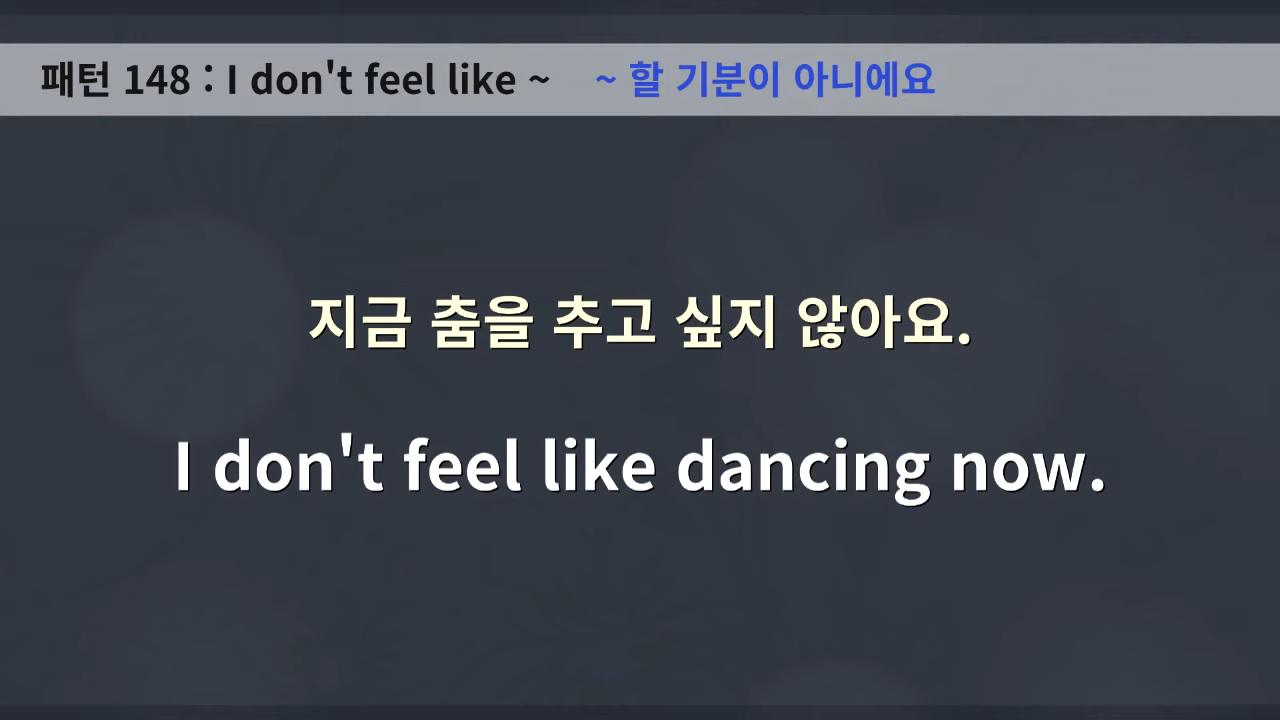 패턴 148 : I don't feel like ~ ~ 할 기분이 아니에요
지금 춤을 추고 싶지 않아요.
I don't feel like dancing now.